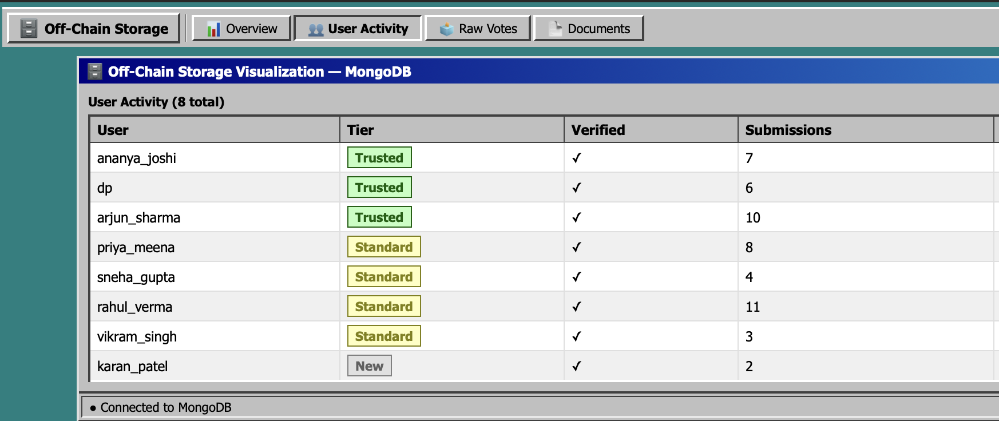 Off-Chain Storage Overview User Activity Raw Votes Documents
Off-Chain Storage Visualization — MongoDB
User Activity (8 total)
User Tier Verified Submissions
ananya_joshi Trusted ✓ 7
dp Trusted ✓ 6
arjun_sharma Trusted ✓ 10
priya_meena Standard ✓ 8
sneha_gupta Standard ✓ 4
rahul_verma Standard ✓ 11
vikram_singh Standard ✓ 3
karan_patel New ✓ 2
● Connected to MongoDB